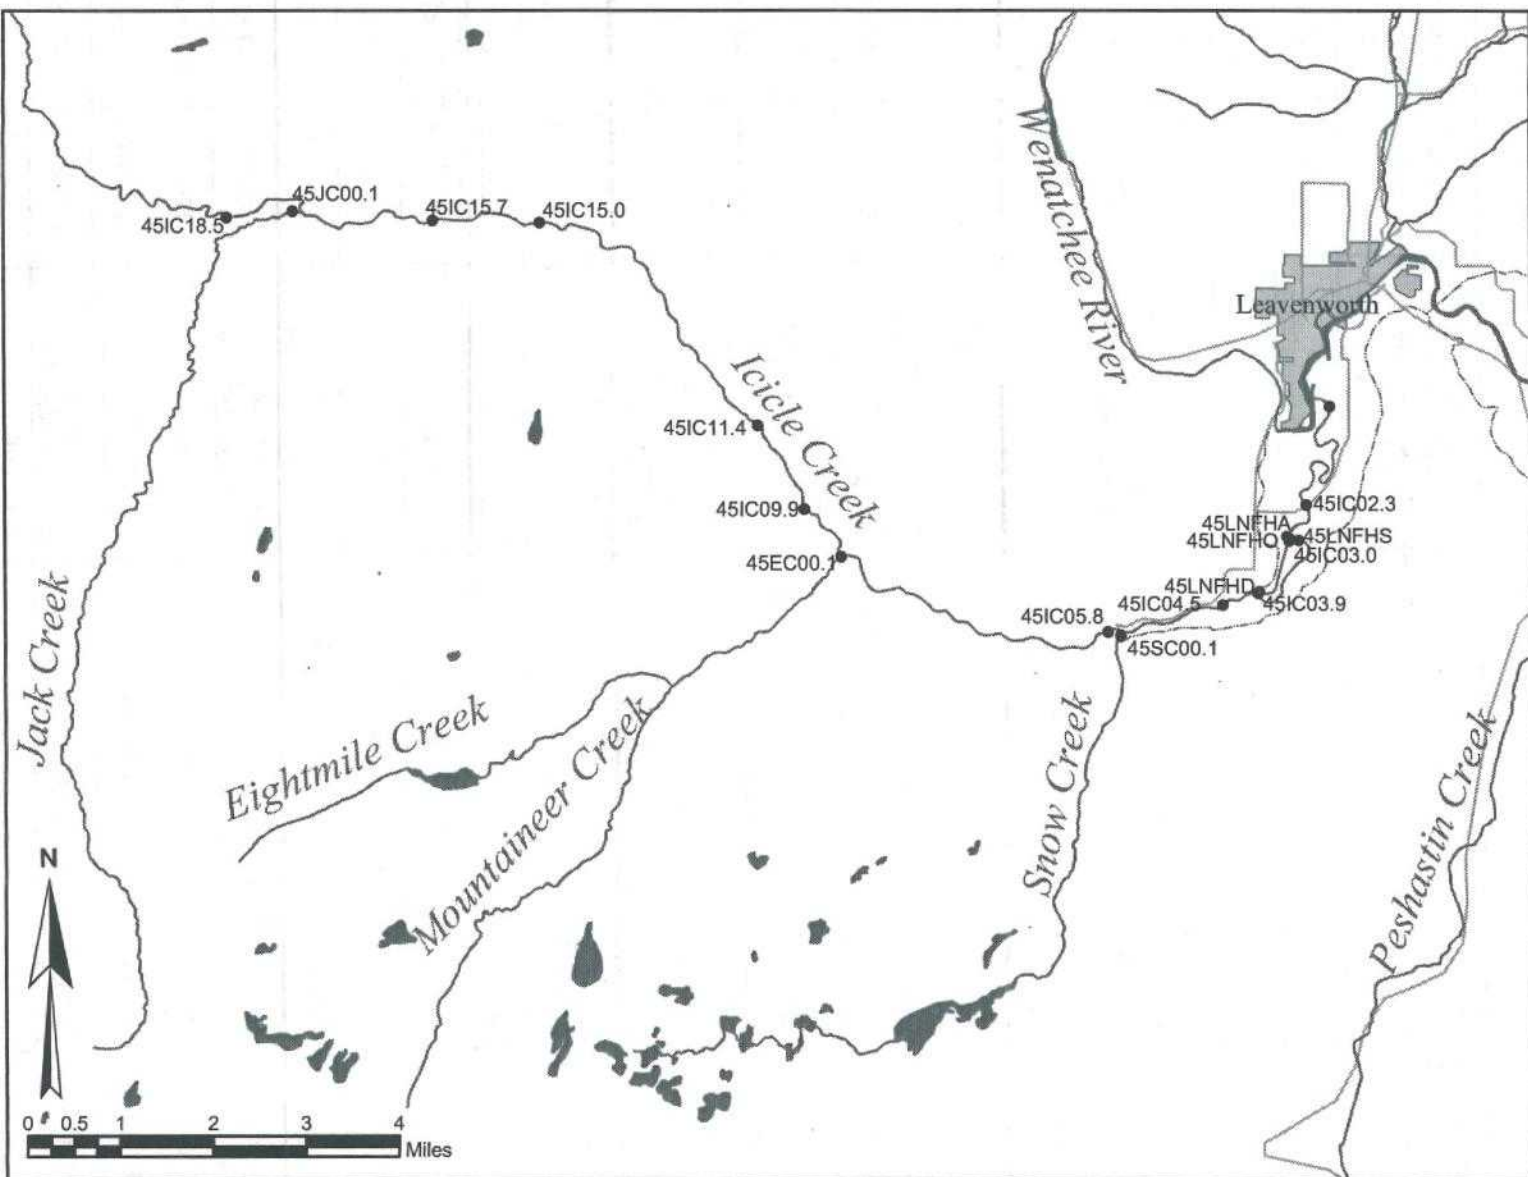 45JC00.1
45IC18.5
45IC15.7
45IC15.0
Wenatchee River
Leavenworth
Icicle Creek
45IC11.4
45IC09.9
45EC00.1
45IC02.3
45LNFHA
45LNFHO
45LNFHS
45IC03.0
45LNFHD
45IC03.9
45IC04.5
45IC05.8
45SC00.1
Jack Creek
Eightmile Creek
Mountaineer Creek
Snow Creek
Peshastin Creek
N
0 0.5 1 2 3 4
Miles